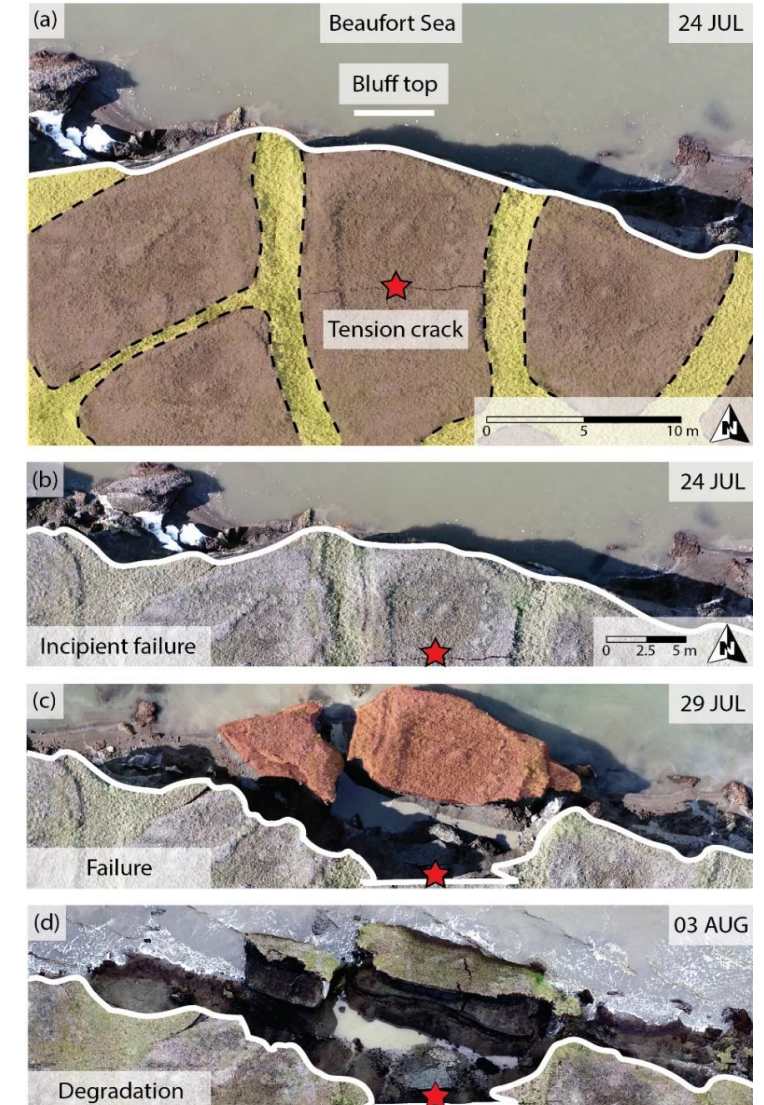 (a)
Beaufort Sea
24 JUL
Bluff top
Tension crack
0 5 10 m
N
(b)
24 JUL
Incipient failure
0 2.5 5 m
N
(c)
29 JUL
Failure
(d)
03 AUG
Degradation